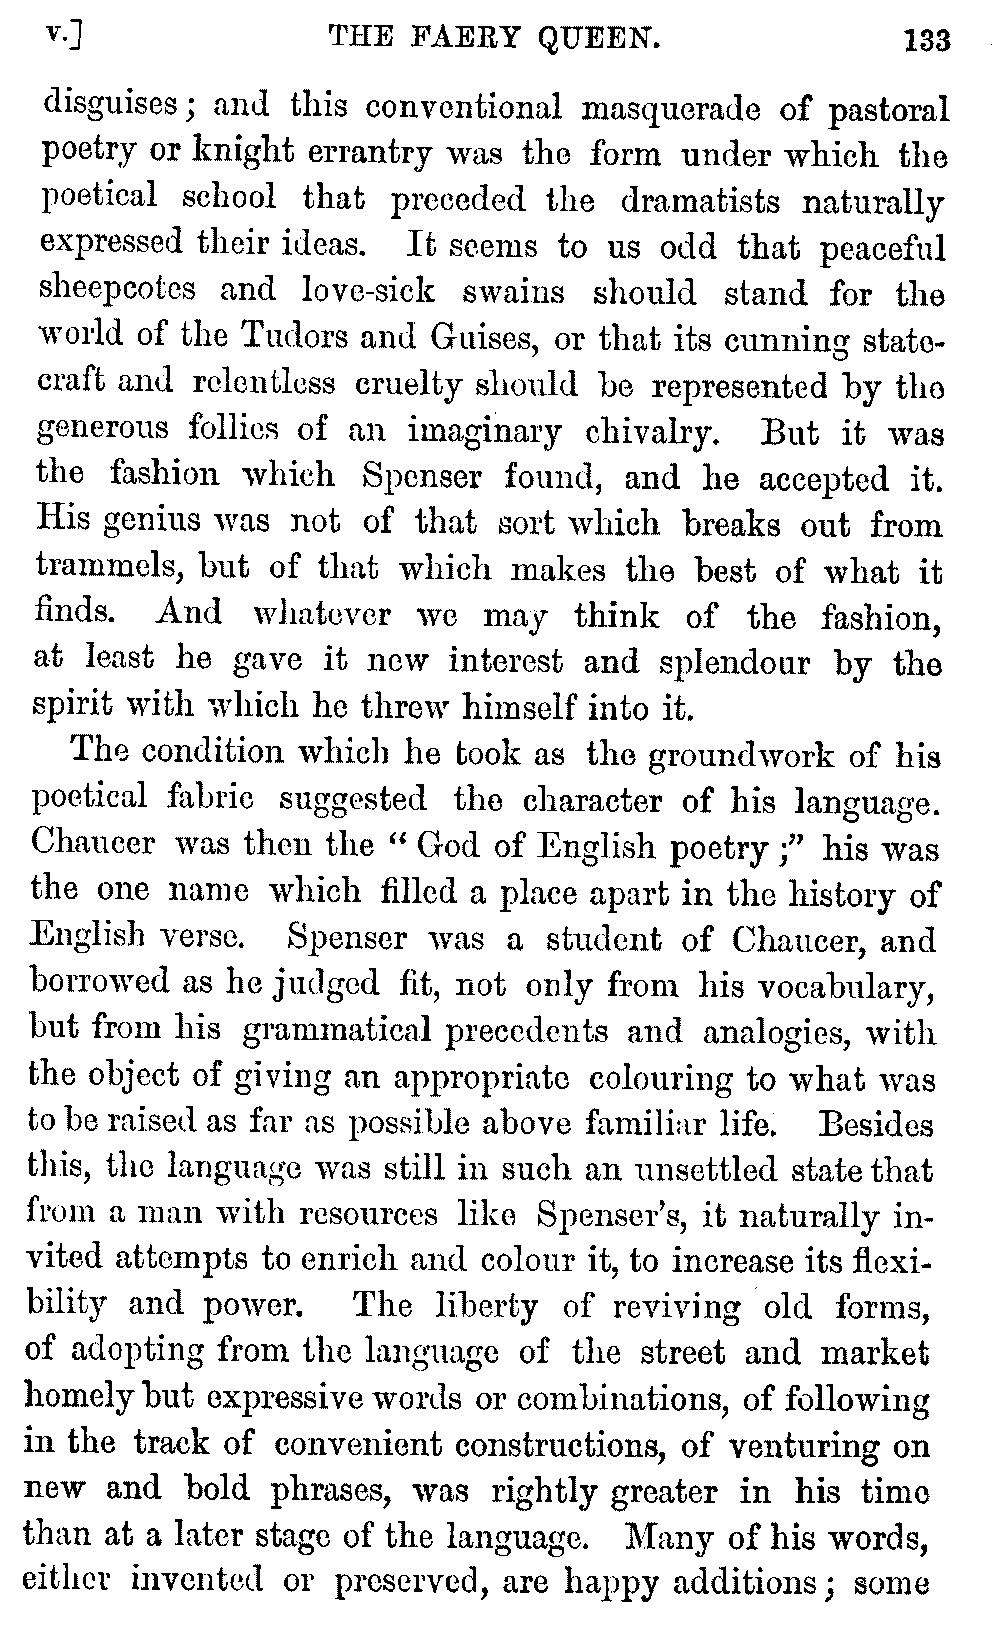 v.] THE FAERY QUEEN. 133
disguises; and this conventional masquerade of pastoral
poetry or knight errantry was the form under which the
poetical school that preceded the dramatists naturally
expressed their ideas. It seems to us odd that peaceful
sheepcotes and love-sick swains should stand for the
world of the Tudors and Guises, or that its cunning state-
craft and relentless cruelty should be represented by the
generous follies of an imaginary chivalry. But it was
the fashion which Spenser found, and he accepted it.
His genius was not of that sort which breaks out from
trammels, but of that which makes the best of what it
finds. And whatever we may think of the fashion,
at least he gave it new interest and splendour by the
spirit with which he threw himself into it.
The condition which he took as the groundwork of his
poetical fabric suggested the character of his language.
Chaucer was then the “ God of English poetry ;” his was
the one name which filled a place apart in the history of
English verse. Spenser was a student of Chaucer, and
borrowed as he judged fit, not only from his vocabulary,
but from his grammatical precedents and analogies, with
the object of giving an appropriate colouring to what was
to be raised as far as possible above familiar life. Besides
this, the language was still in such an unsettled state that
from a man with resources like Spenser's, it naturally in-
vited attempts to enrich and colour it, to increase its flexi-
bility and power. The liberty of reviving old forms,
of adopting from the language of the street and market
homely but expressive words or combinations, of following
in the track of convenient constructions, of venturing on
new and bold phrases, was rightly greater in his time
than at a later stage of the language. Many of his words,
either invented or preserved, are happy additions; some